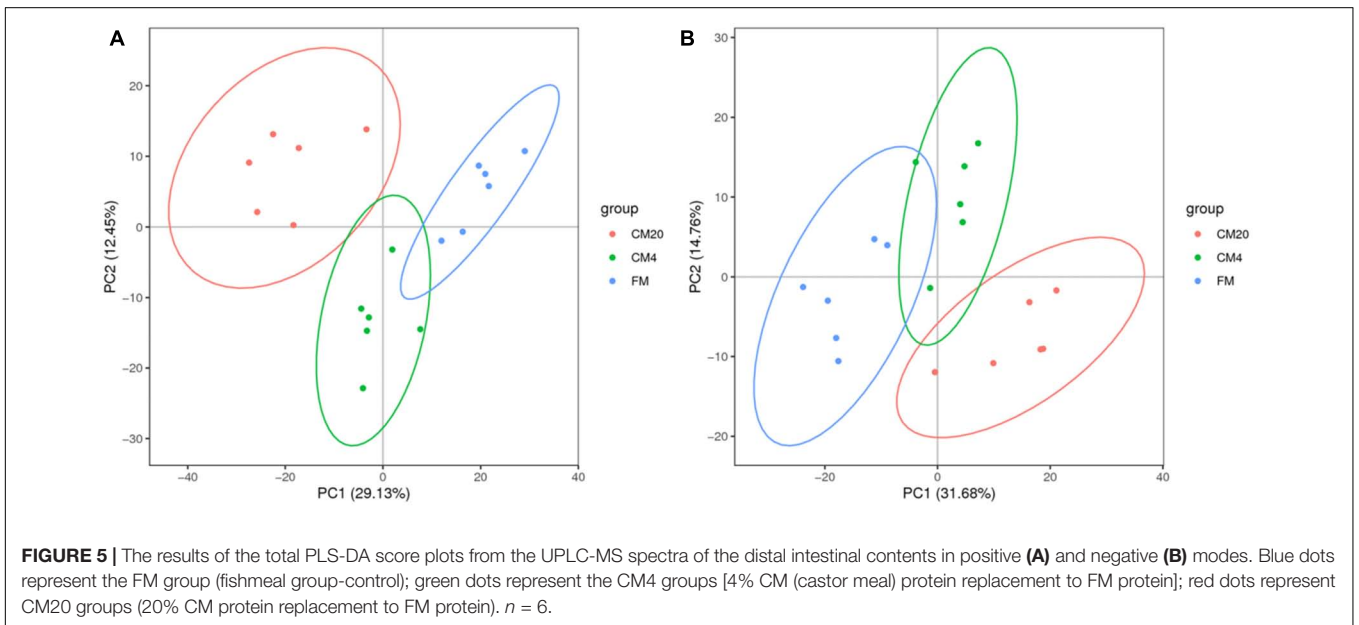 A
PC2 (12.45%)
20
10
0
−10
−20
−30
−40
−20
0
20
40
PC1 (29.13%)
group
CM20
CM4
FM
B
PC2 (14.76%)
30
20
10
0
−10
−20
−20
0
20
40
PC1 (31.68%)
group
CM20
CM4
FM
FIGURE 5 | The results of the total PLS-DA score plots from the UPLC-MS spectra of the distal intestinal contents in positive (A) and negative (B) modes. Blue dots
represent the FM group (fishmeal group-control); green dots represent the CM4 groups [4% CM (castor meal) protein replacement to FM protein]; red dots represent
CM20 groups (20% CM protein replacement to FM protein). n = 6.